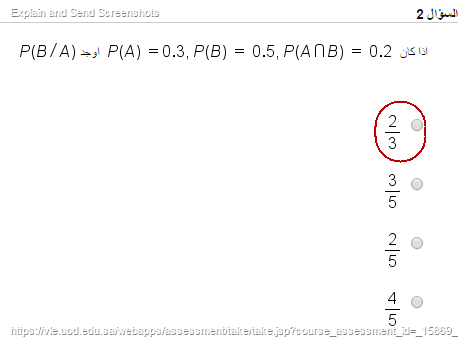 Explain and Send Screenshots
السؤال 2
اذا كان P(A) = 0.3, P(B) = 0.5, P(A∩B) = 0.2 اوجد P(B/A)
2/3
3/5
2/5
4/5
https://vle.uod.edu.sa/webapps/assessment/take/take.jsp?course_assessment_id=_15869_